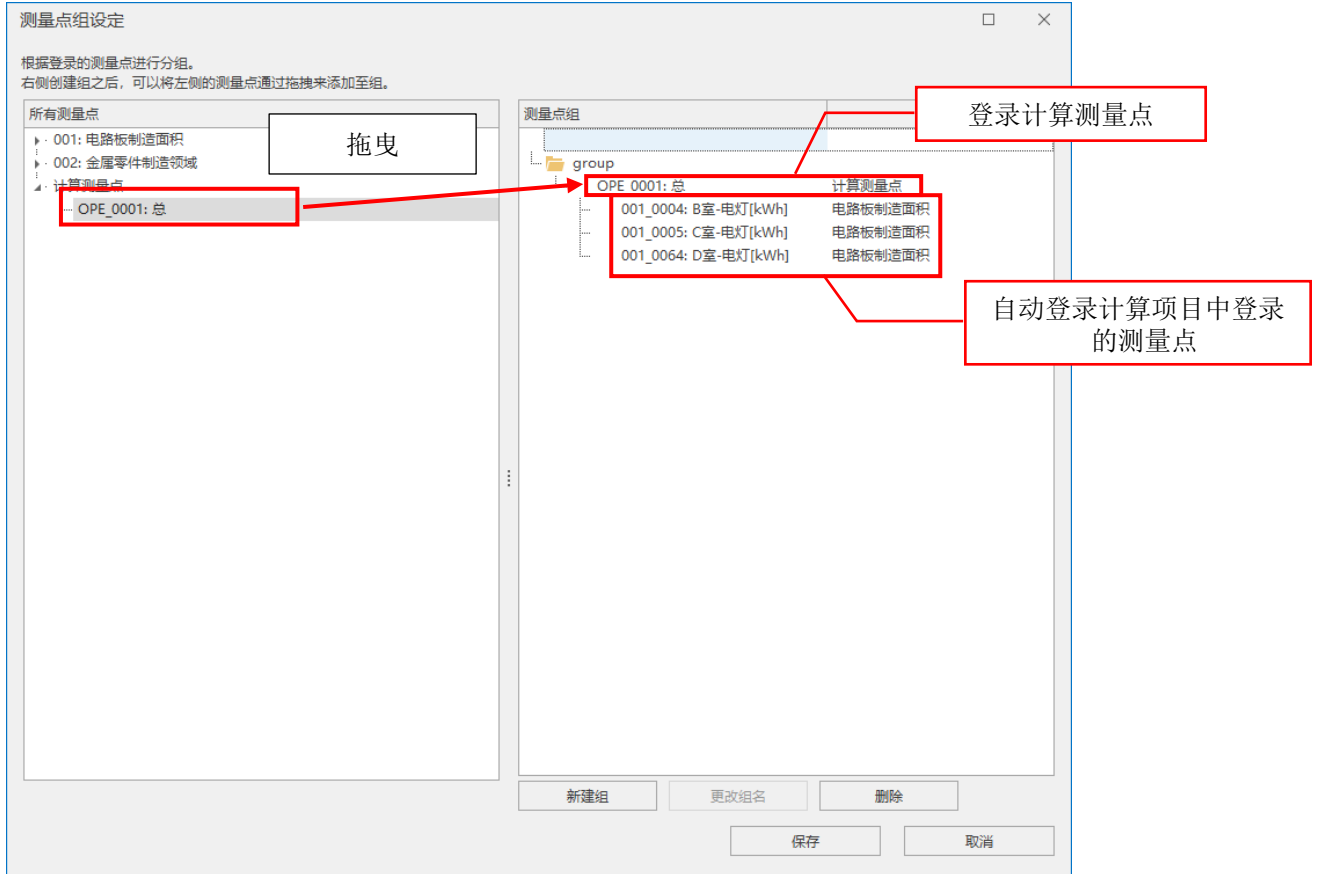 测量点组设定
根据登录的测量点进行分组。
右侧创建组之后，可以将左侧的测量点通过拖拽来添加至组。
所有测量点
001: 电路板制造面积
002: 金属零件制造领域
计算测量点
OPE_0001: 总
拖曳
测量点组
group
OPE_0001: 总 计算测量点
001_0004: B室-电灯[kWh] 电路板制造面积
001_0005: C室-电灯[kWh] 电路板制造面积
001_0064: D室-电灯[kWh] 电路板制造面积
登录计算测量点
自动登录计算项目中登录
的测量点
新建组 更改组名 删除
保存 取消